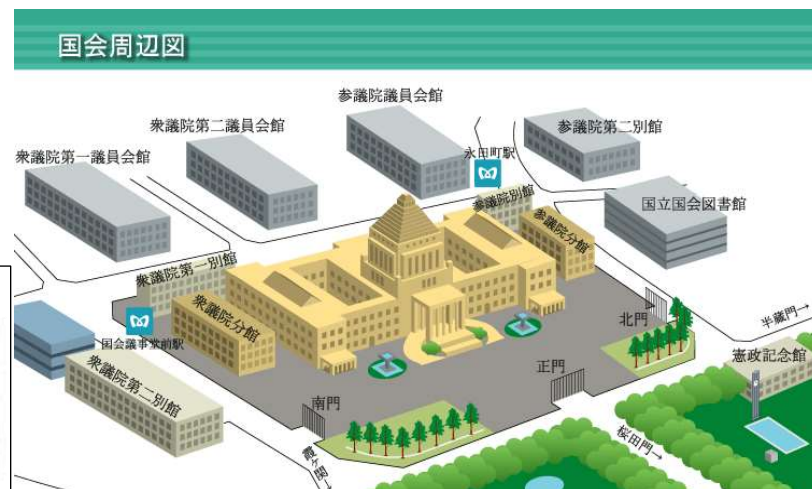 国会周辺図
参議院議員会館
衆議院第二議員会館
参議院第二別館
衆議院第一議員会館
永田町駅
参議院別館
国立国会図書館
参議院分館
衆議院第一別館
衆議院分館
国会議事堂前駅
北門
半蔵門→
憲政記念館
衆議院第二別館
正門
南門
桜田門→
霞ヶ関→